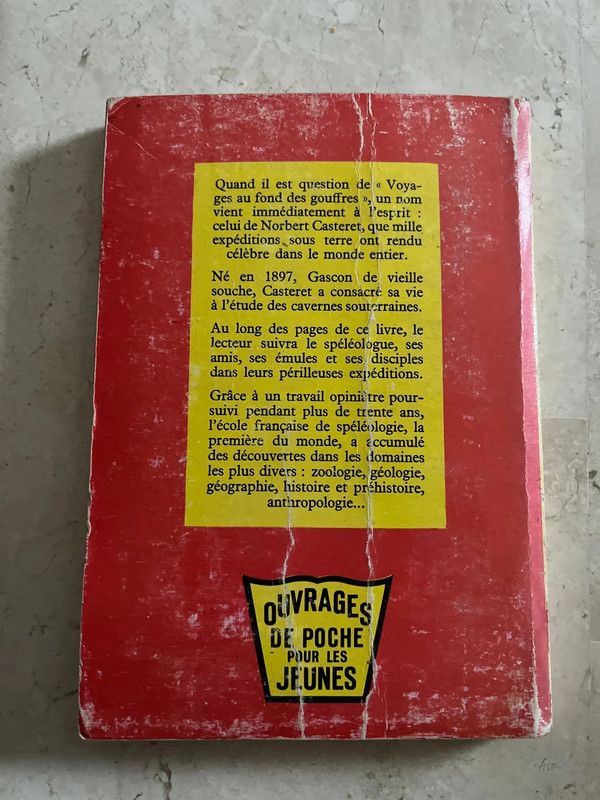 Quand il est question de « Voya-
ges au fond des gouffres », un nom
vient immédiatement à l'esprit :
celui de Norbert Casteret, que mille
expéditions sous terre ont rendu
célèbre dans le monde entier.
Né en 1897, Gascon de vieille
souche, Casteret a consacré sa vie
à l'étude des cavernes souterraines.
Au long des pages de ce livre, le
lecteur suivra le spéléologue, ses
amis, ses émules et ses disciples
dans leurs périlleuses expéditions.
Grâce à un travail opiniâtre pour-
suivi pendant plus de trente ans,
l'école française de spéléologie, la
première du monde, a accumulé
des découvertes dans les domaines
les plus divers : zoologie, géologie,
géographie, histoire et préhistoire,
anthropologie...
OUVRAGES
DE POCHE
POUR LES
JEUNES